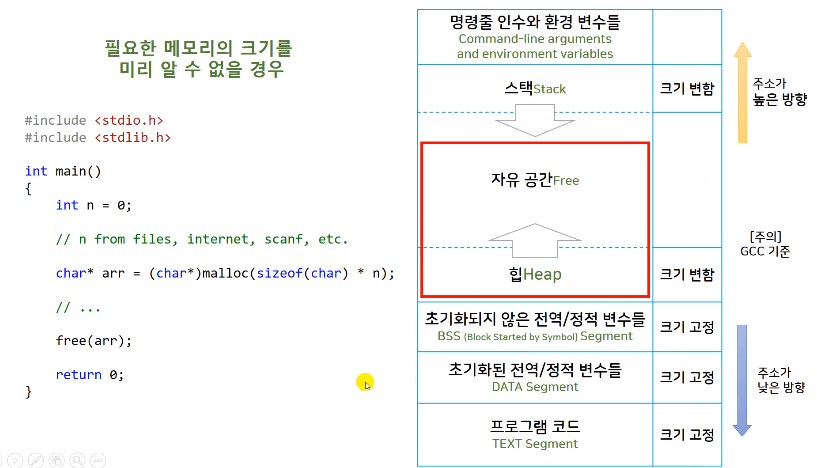 필요한 메모리의 크기를
미리 알 수 없을 경우
#include <stdio.h>
#include <stdlib.h>
int main()
{
int n = 0;
// n from files, internet, scanf, etc.
char* arr = (char*)malloc(sizeof(char) * n);
// ...
free(arr);
return 0;
}
명령줄 인수와 환경 변수들
Command-line arguments
and environment variables
스택Stack
크기 변함
자유 공간Free
힙Heap
크기 변함
초기화되지 않은 전역/정적 변수들
BSS (Block Started by Symbol) Segment
크기 고정
초기화된 전역/정적 변수들
DATA Segment
크기 고정
프로그램 코드
TEXT Segment
크기 고정
주소가
높은 방향
[주의]
GCC 기준
주소가
낮은 방향